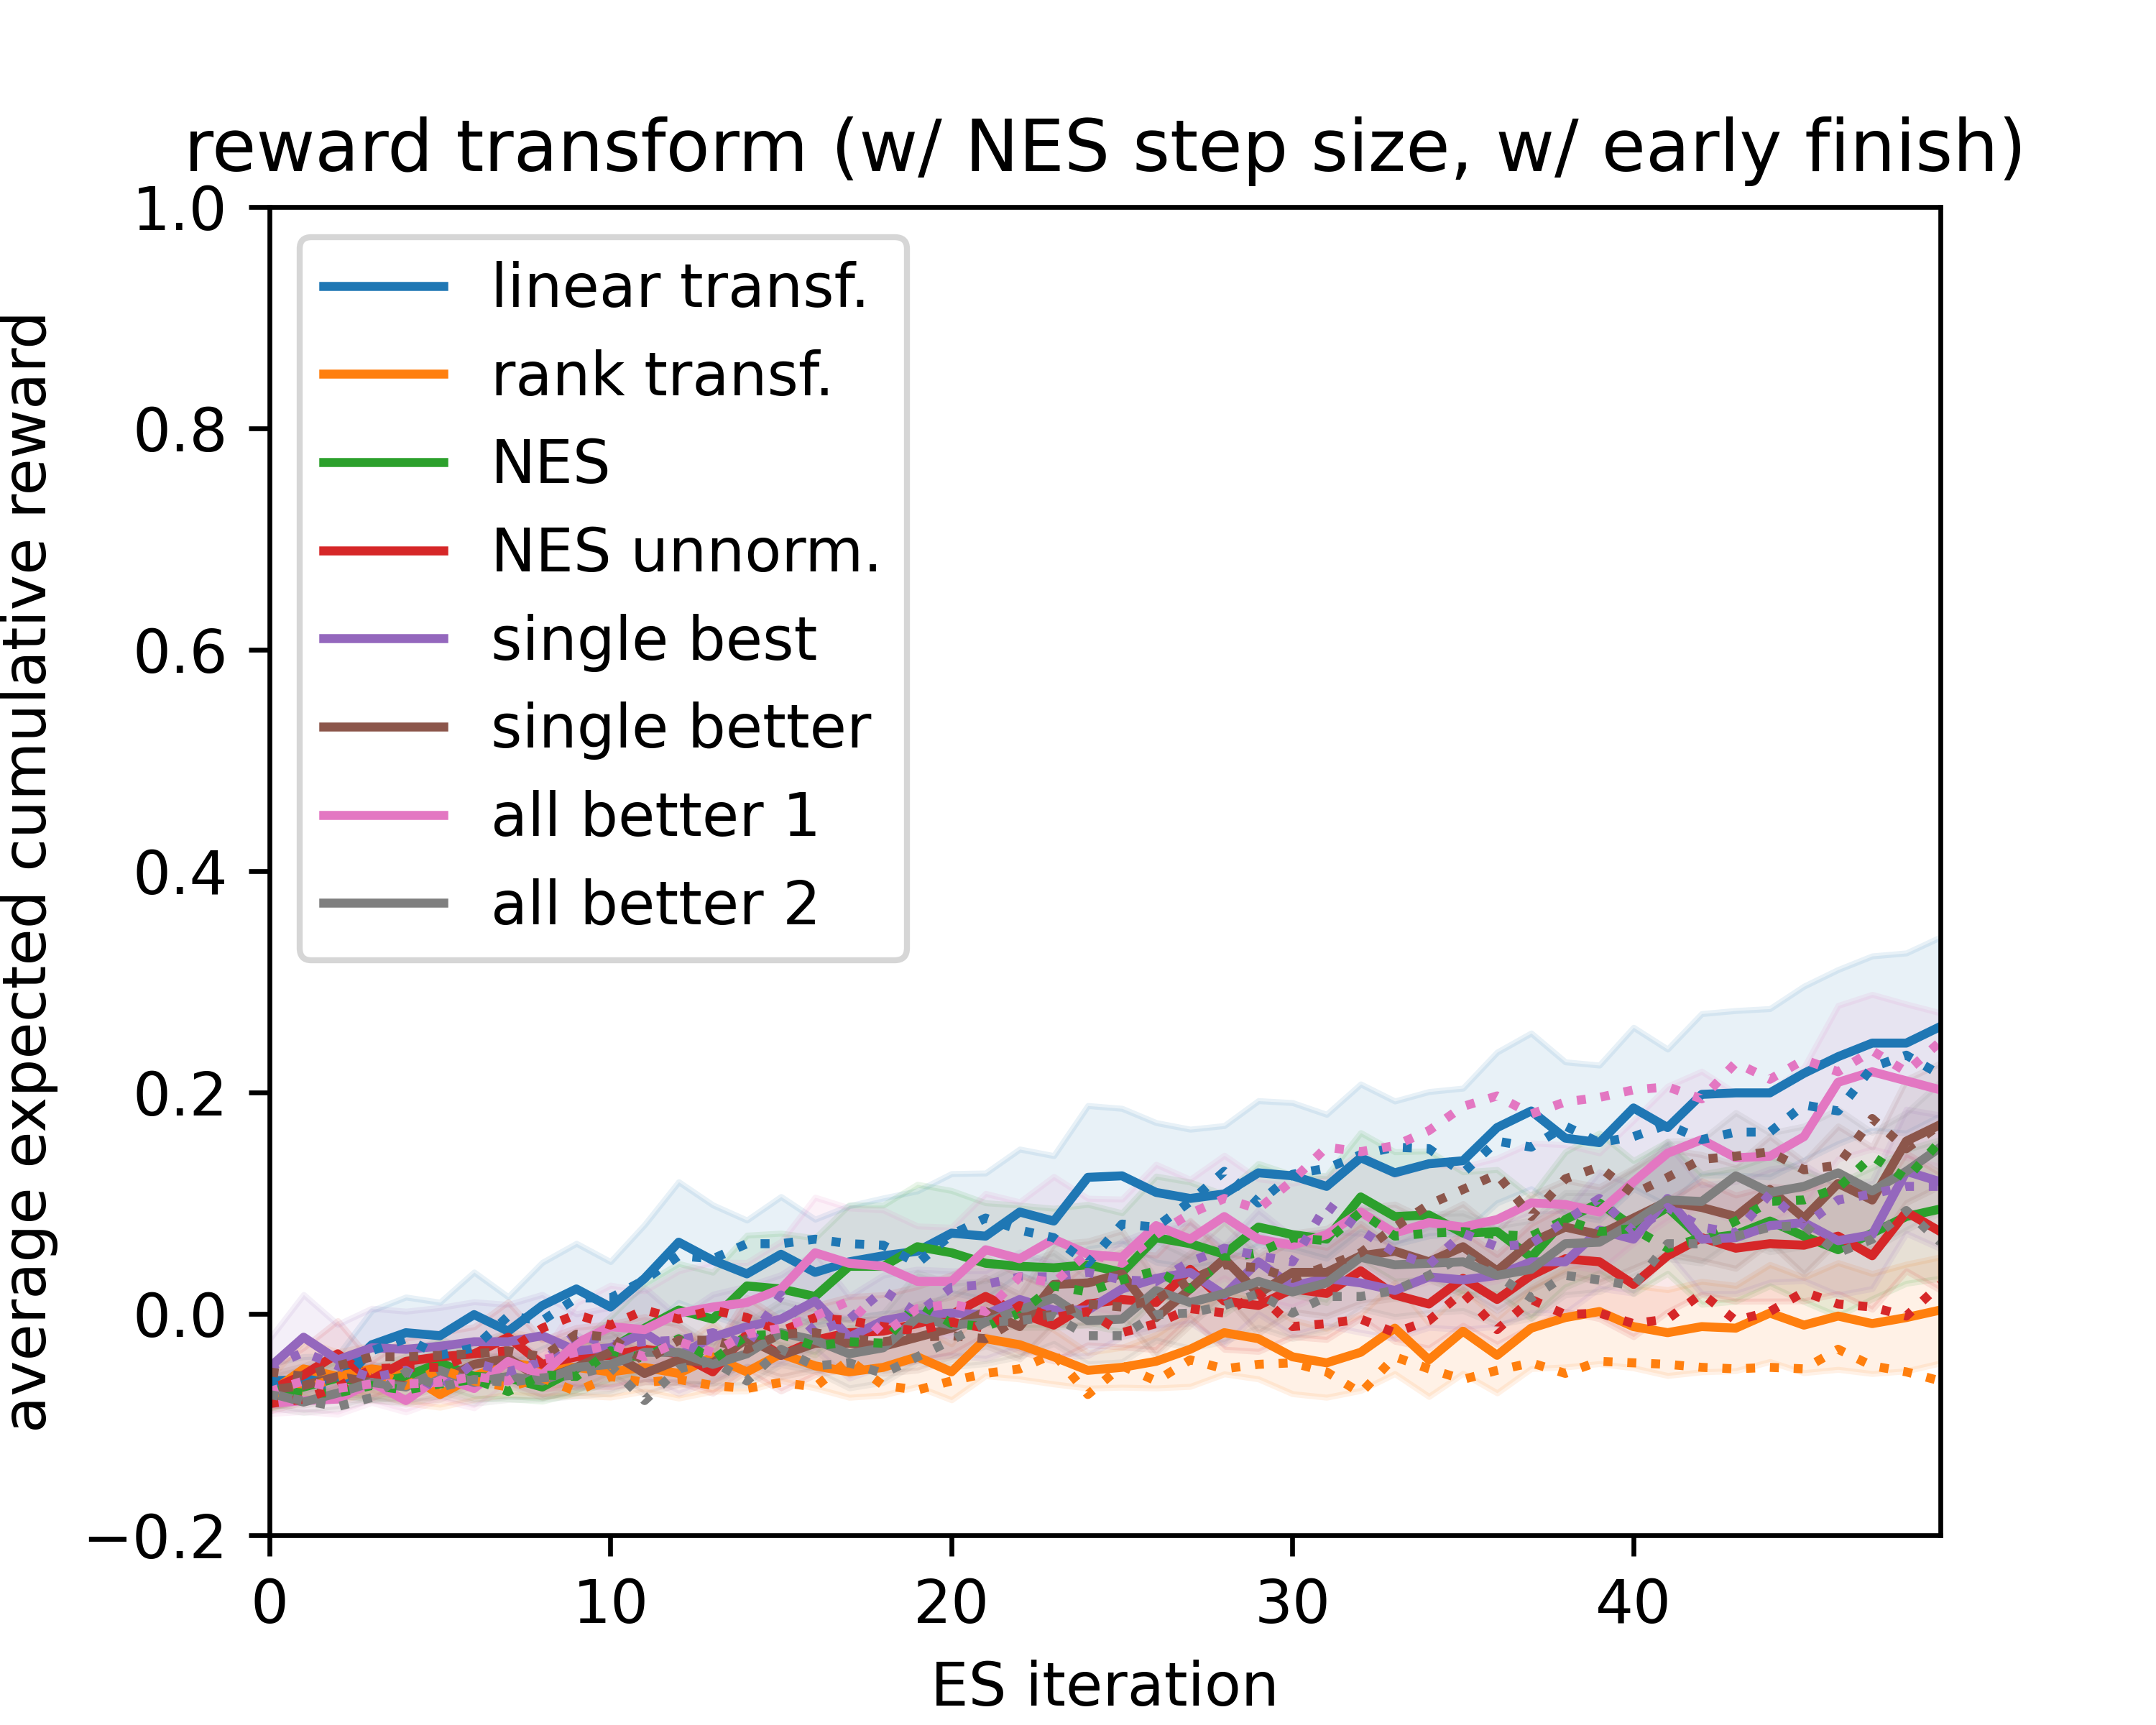 reward transform (w/ NES step size, w/ early finish)
average expected cumulative reward
1.0
0.8
0.6
0.4
0.2
0.0
−0.2
linear transf.
rank transf.
NES
NES unnorm.
single best
single better
all better 1
all better 2
0 10 20 30 40
ES iteration